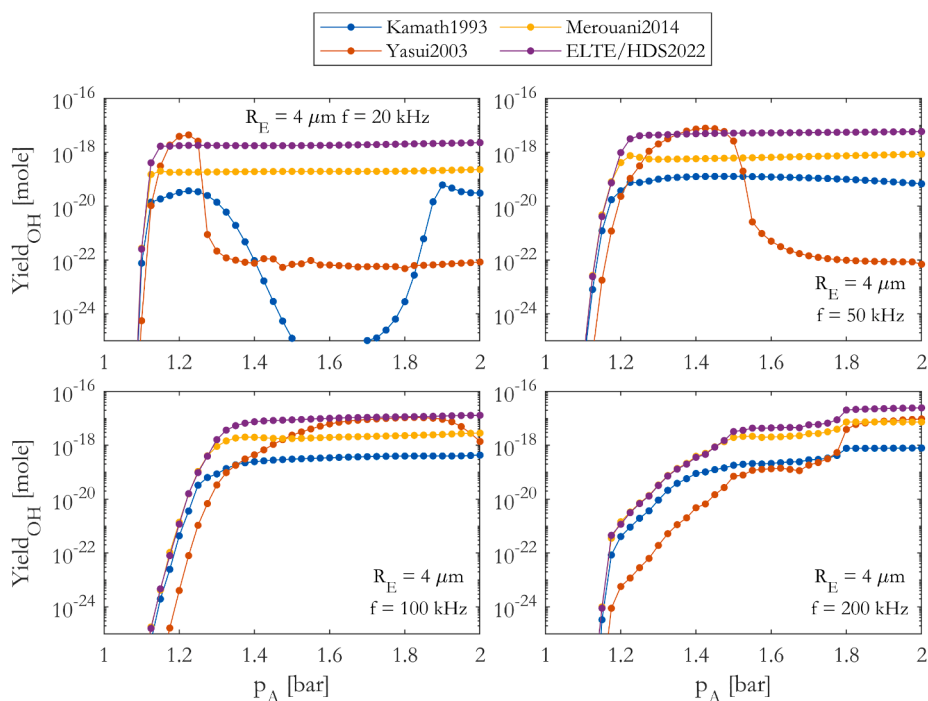 Kamath1993
Merouani2014
Yasui2003
ELTE/HDS2022
10^-16
10^-18
10^-20
10^-22
10^-24
Yield_OH [mole]
R_E = 4 μm f = 20 kHz
1 1.2 1.4 1.6 1.8 2
10^-16
10^-18
10^-20
10^-22
10^-24
R_E = 4 μm
f = 50 kHz
1 1.2 1.4 1.6 1.8 2
10^-16
10^-18
10^-20
10^-22
10^-24
Yield_OH [mole]
R_E = 4 μm
f = 100 kHz
1 1.2 1.4 1.6 1.8 2
p_A [bar]
10^-16
10^-18
10^-20
10^-22
10^-24
R_E = 4 μm
f = 200 kHz
1 1.2 1.4 1.6 1.8 2
p_A [bar]